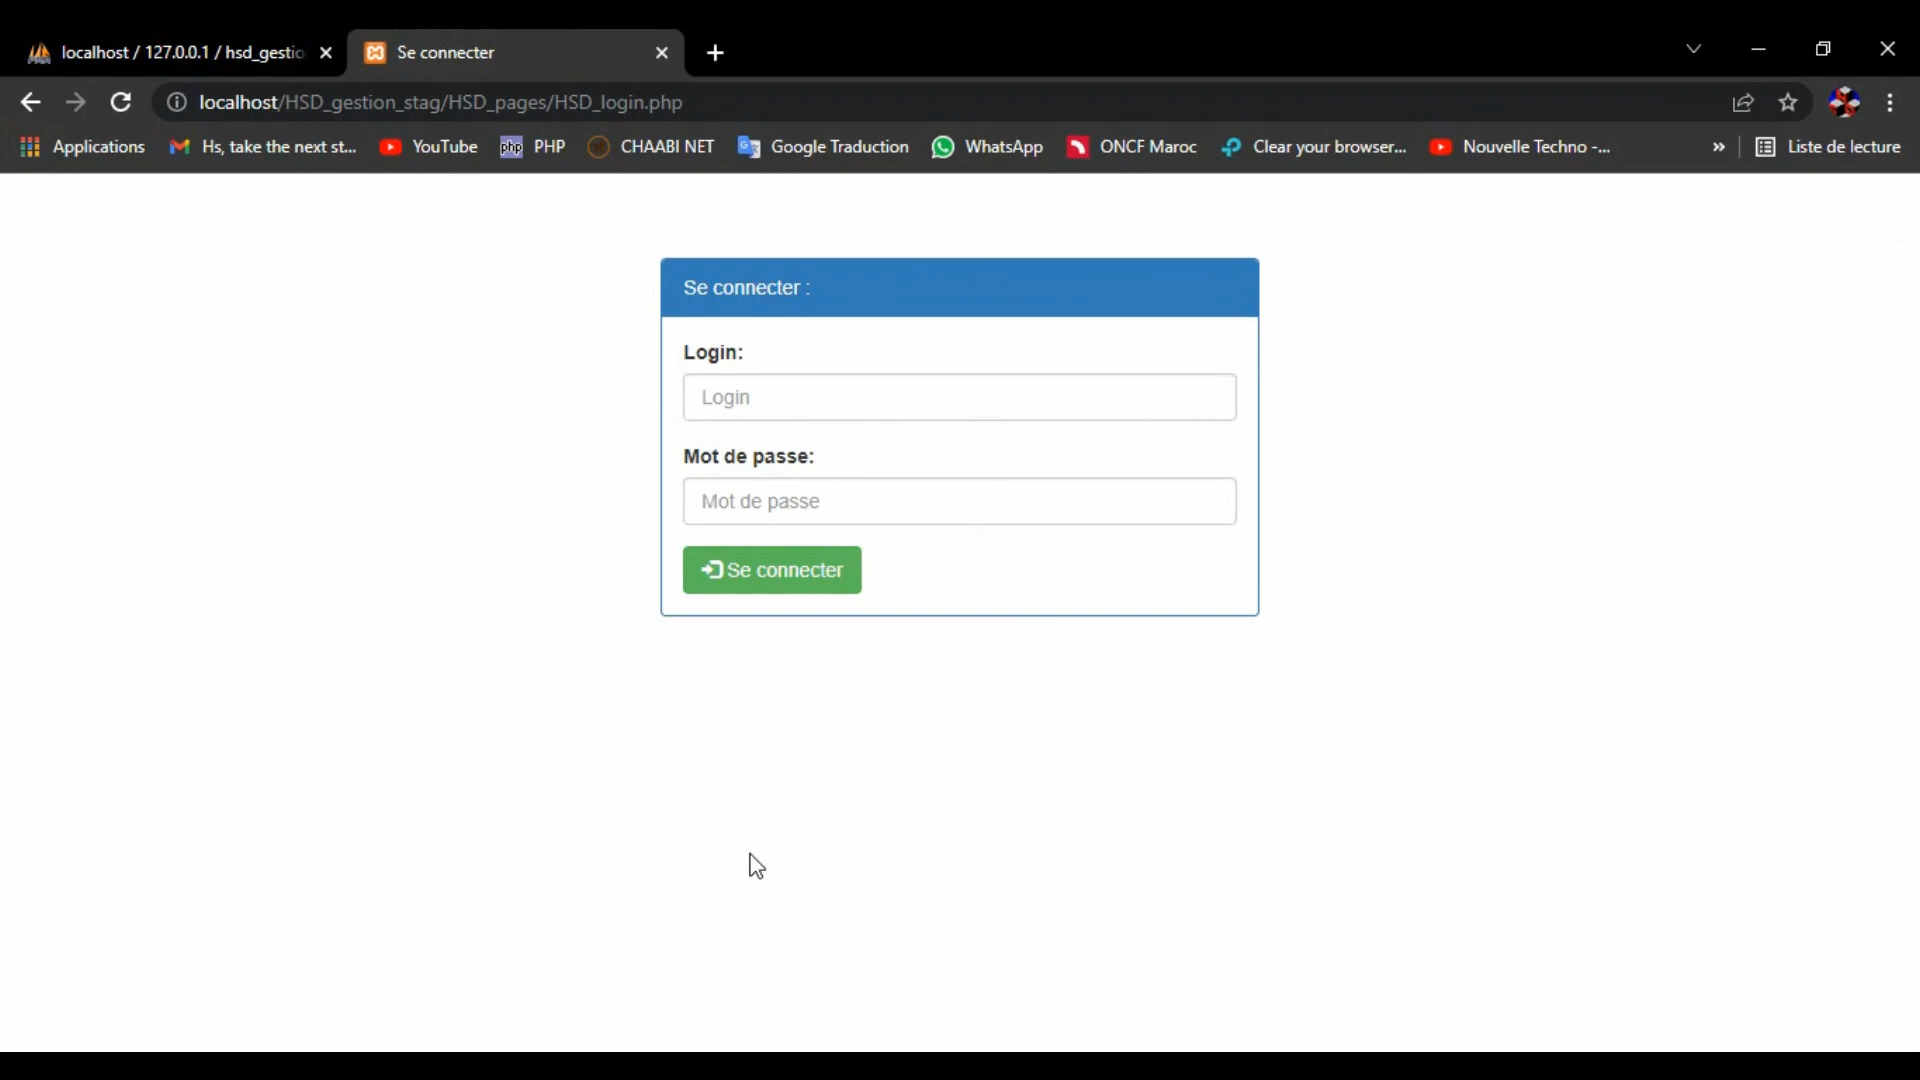 localhost / 127.0.0.1 / hsd_gestio
Se connecter
localhost/HSD_gestion_stag/HSD_pages/HSD_login.php
Applications
Hs, take the next st...
YouTube
php PHP
CHAABI NET
Google Traduction
WhatsApp
ONCF Maroc
Clear your browser...
Nouvelle Techno -...
»
Liste de lecture
Se connecter :
Login:
Login
Mot de passe:
Mot de passe
Se connecter